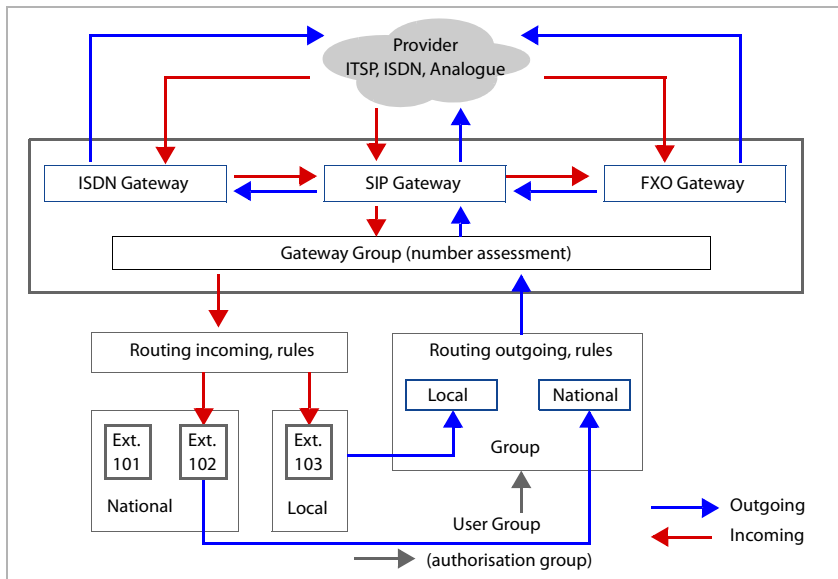 Provider
ITSP, ISDN, Analogue
ISDN Gateway
SIP Gateway
FXO Gateway
Gateway Group (number assessment)
Routing incoming, rules
Routing outgoing, rules
Local
National
Ext.
101
Ext.
102
Ext.
103
National
Local
Group
User Group
(authorisation group)
Outgoing
Incoming